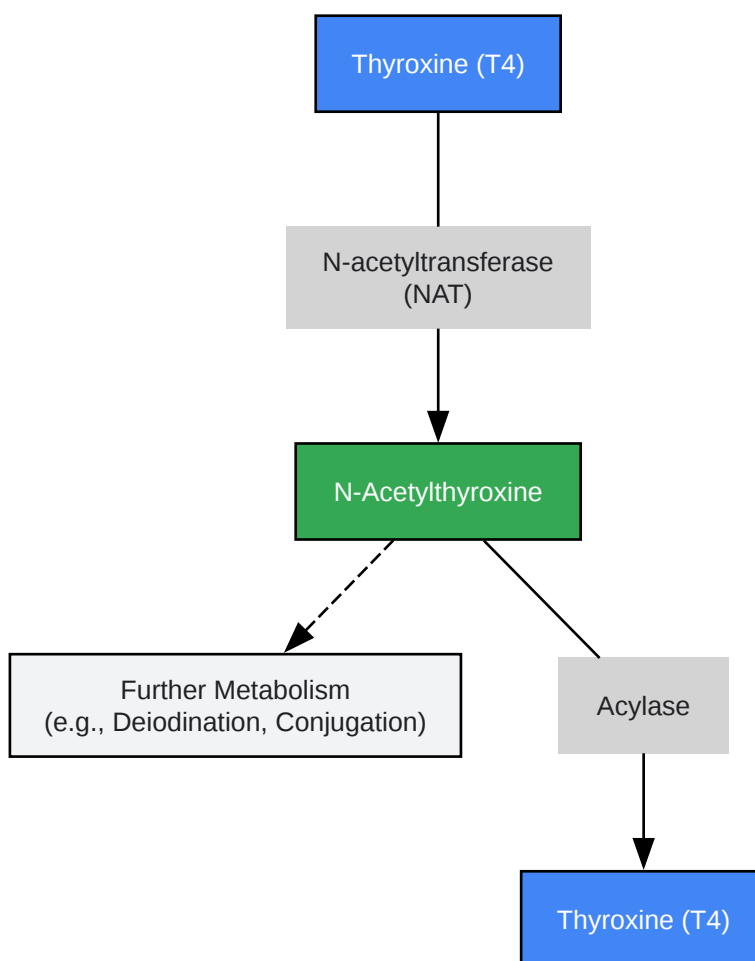 Thyroxine (T4)
N-acetyltransferase
(NAT)
N-Acetylthyroxine
Further Metabolism
(e.g., Deiodination, Conjugation)
Acylase
Thyroxine (T4)